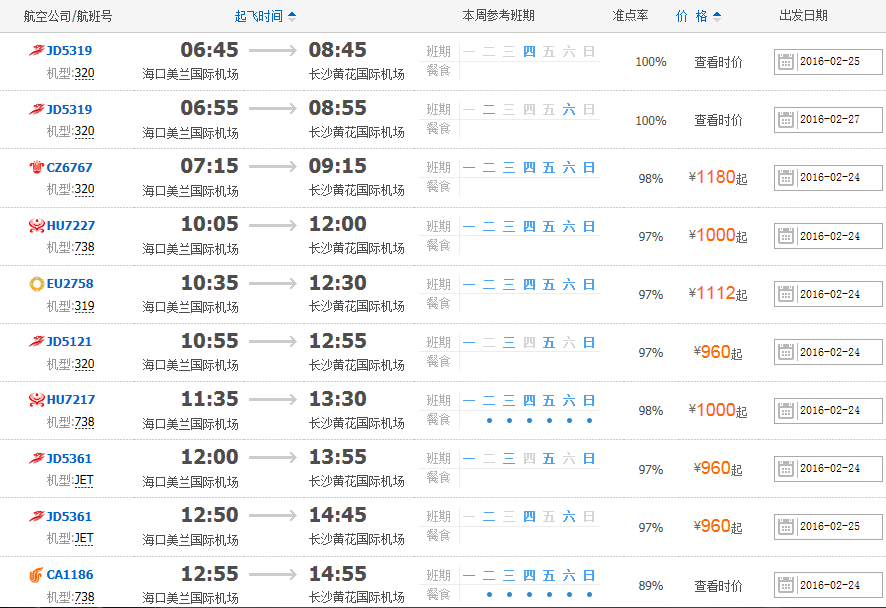 航空公司/航班号 起飞时间 本周参考班期 准点率 价 格 出发日期
JD5319 06:45 08:45 班期 一 二 三 四 五 六 日 100% 查看时价 2016-02-25
机型:320 海口美兰国际机场 长沙黄花国际机场 餐食
JD5319 06:55 08:55 班期 一 二 三 四 五 六 日 100% 查看时价 2016-02-27
机型:320 海口美兰国际机场 长沙黄花国际机场 餐食
CZ6767 07:15 09:15 班期 一 二 三 四 五 六 日 98% ¥1180起 2016-02-24
机型:320 海口美兰国际机场 长沙黄花国际机场 餐食
HU7227 10:05 12:00 班期 一 二 三 四 五 六 日 97% ¥1000起 2016-02-24
机型:738 海口美兰国际机场 长沙黄花国际机场 餐食
EU2758 10:35 12:30 班期 一 二 三 四 五 六 日 97% ¥1112起 2016-02-24
机型:319 海口美兰国际机场 长沙黄花国际机场 餐食
JD5121 10:55 12:55 班期 一 二 三 四 五 六 日 97% ¥960起 2016-02-24
机型:320 海口美兰国际机场 长沙黄花国际机场 餐食
HU7217 11:35 13:30 班期 一 二 三 四 五 六 日 98% ¥1000起 2016-02-24
机型:738 海口美兰国际机场 长沙黄花国际机场 餐食
JD5361 12:00 13:55 班期 一 二 三 四 五 六 日 97% ¥960起 2016-02-24
机型:JET 海口美兰国际机场 长沙黄花国际机场 餐食
JD5361 12:50 14:45 班期 一 二 三 四 五 六 日 97% ¥960起 2016-02-25
机型:JET 海口美兰国际机场 长沙黄花国际机场 餐食
CA1186 12:55 14:55 班期 一 二 三 四 五 六 日 89% 查看时价 2016-02-24
机型:738 海口美兰国际机场 长沙黄花国际机场 餐食